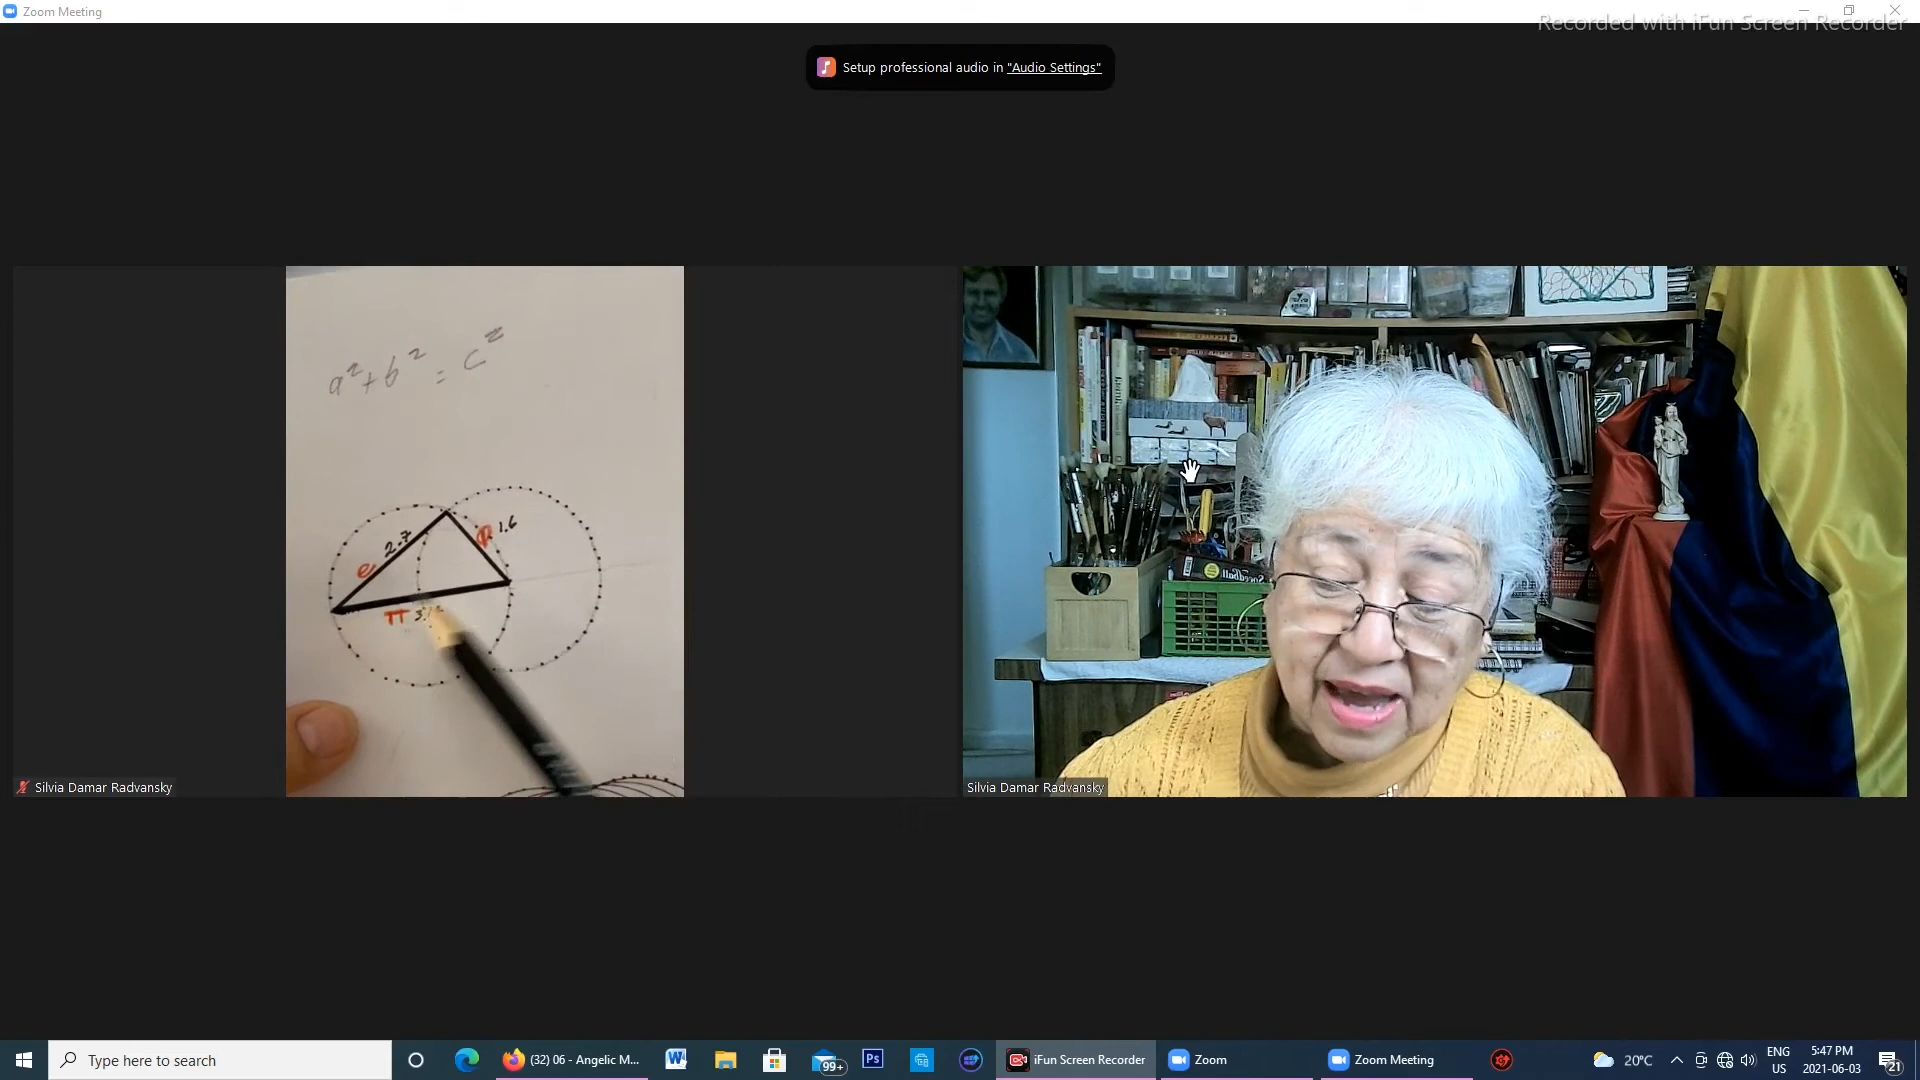 Zoom Meeting
Recorded with iFun Screen Recorder
Setup professional audio in "Audio Settings"
a² + b² = c²
2.7
e
1.6
π
Speedball
Silvia Damar Radvansky
Silvia Damar Radvansky
Type here to search
(32) 06 - Angelic M...
99+
Ps
iFun Screen Recorder
Zoom
Zoom Meeting
20°C
ENG
US
5:47 PM
2021-06-03
21